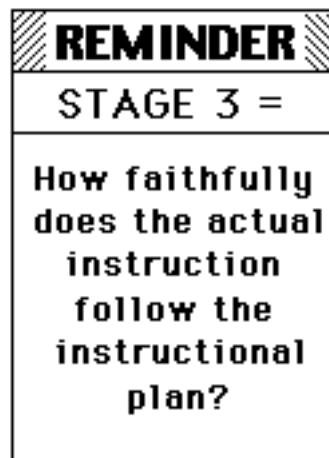 REMINDER
STAGE 3 =
How faithfully
does the actual
instruction
follow the
instructional
plan?